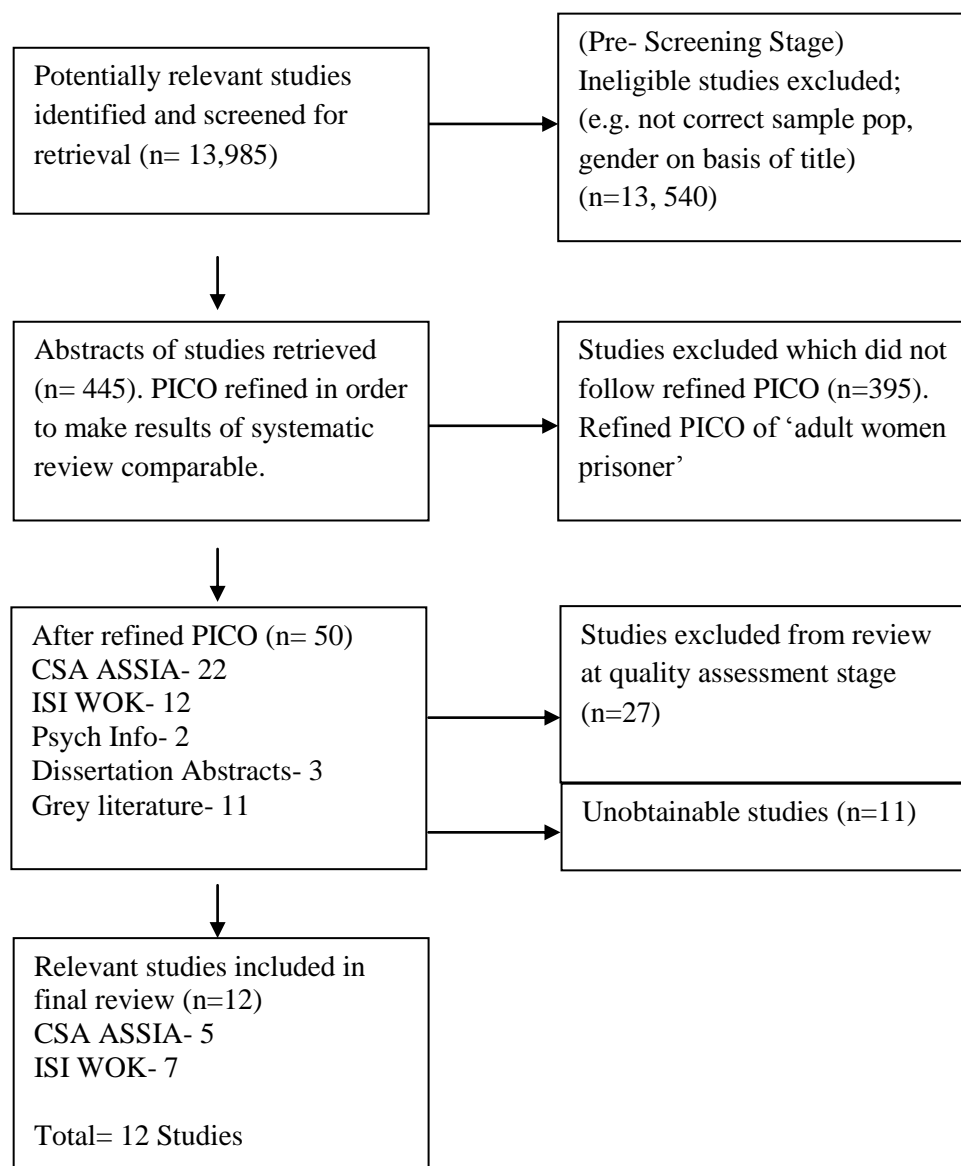 Potentially relevant studies
identified and screened for
retrieval (n= 13,985)
(Pre- Screening Stage)
Ineligible studies excluded;
(e.g. not correct sample pop,
gender on basis of title)
(n=13, 540)
Abstracts of studies retrieved
(n= 445). PICO refined in order
to make results of systematic
review comparable.
Studies excluded which did not
follow refined PICO (n=395).
Refined PICO of ‘adult women
prisoner’
After refined PICO (n= 50)
CSA ASSIA- 22
ISI WOK- 12
Psych Info- 2
Dissertation Abstracts- 3
Grey literature- 11
Studies excluded from review
at quality assessment stage
(n=27)
Unobtainable studies (n=11)
Relevant studies included in
final review (n=12)
CSA ASSIA- 5
ISI WOK- 7
Total= 12 Studies